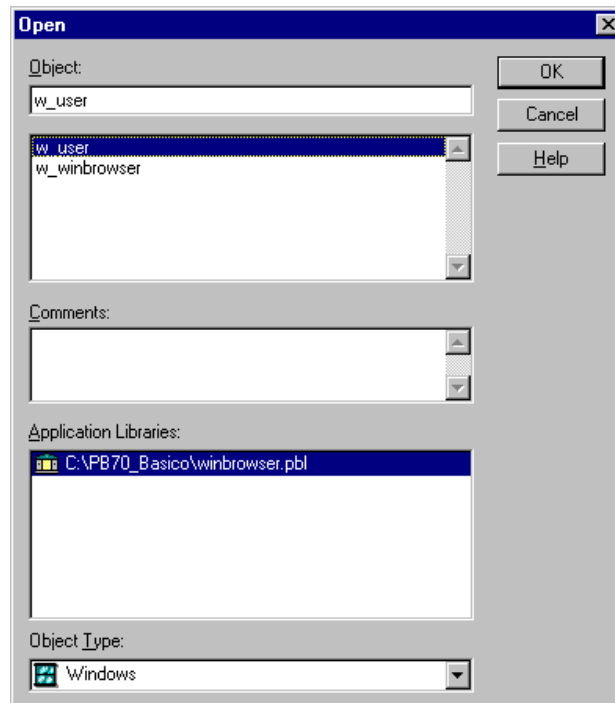 Open
Object:
w_user
w_user
w_winbrowser
Comments:
Application Libraries:
C:\PB70_Basico\winbrowser.pbl
Object Type:
Windows
OK
Cancel
Help